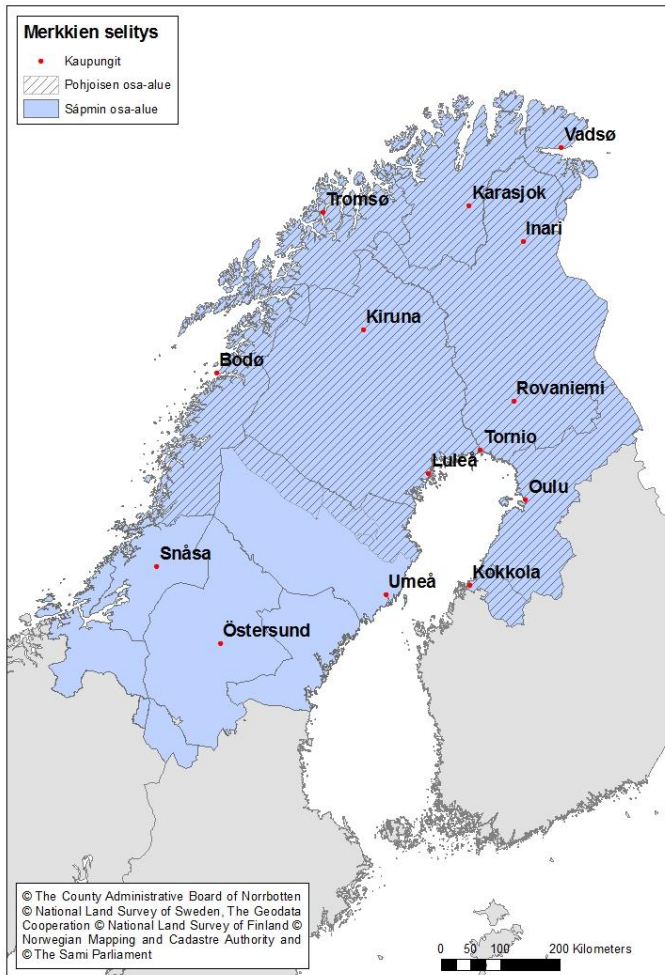 Merkkien selitys
Kaupungit
Pohjoisen osa-alue
Sápmin osa-alue
Vadsø
Tromsø
Karasjok
Inari
Kiruna
Bodø
Rovaniemi
Tornio
Luleå
Oulu
Snåsa
Kokkola
Umeå
Östersund
© The County Administrative Board of Norrbotten
© National Land Survey of Sweden, The Geodata
Cooperation © National Land Survey of Finland ©
Norwegian Mapping and Cadastre Authority and
© The Sami Parliament
0 50 100 200 Kilometers